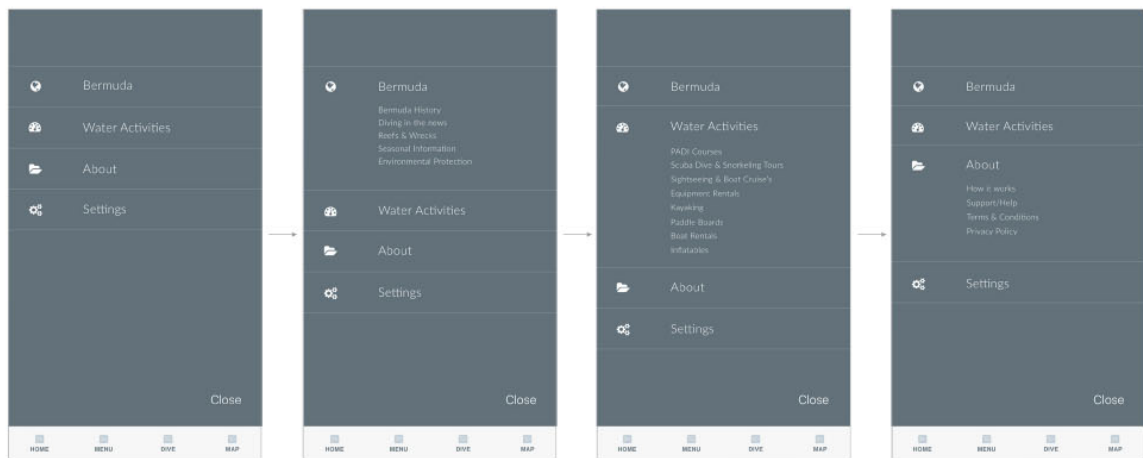 Bermuda
Water Activities
About
Settings
Close
HOME
MENU
DIVE
MAP
Bermuda
Bermuda History
Diving in the news
Reefs & Wrecks
Seasonal Information
Environmental Protection
Water Activities
About
Settings
Close
HOME
MENU
DIVE
MAP
Bermuda
Water Activities
PADI Courses
Scuba Dive & Snorkeling Tours
Sightseeing & Boat Cruise's
Equipment Rentals
Kayaking
Paddle Boards
Boat Rentals
Inflatables
About
Settings
Close
HOME
MENU
DIVE
MAP
Bermuda
Water Activities
About
How it works
Support/Help
Terms & Conditions
Privacy Policy
Settings
Close
HOME
MENU
DIVE
MAP